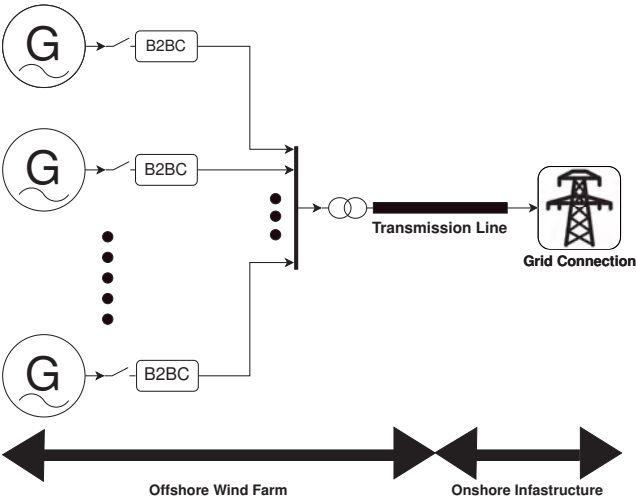 G
B2BC
G
B2BC
Transmission Line
Grid Connection
G
B2BC
Offshore Wind Farm
Onshore Infastructure